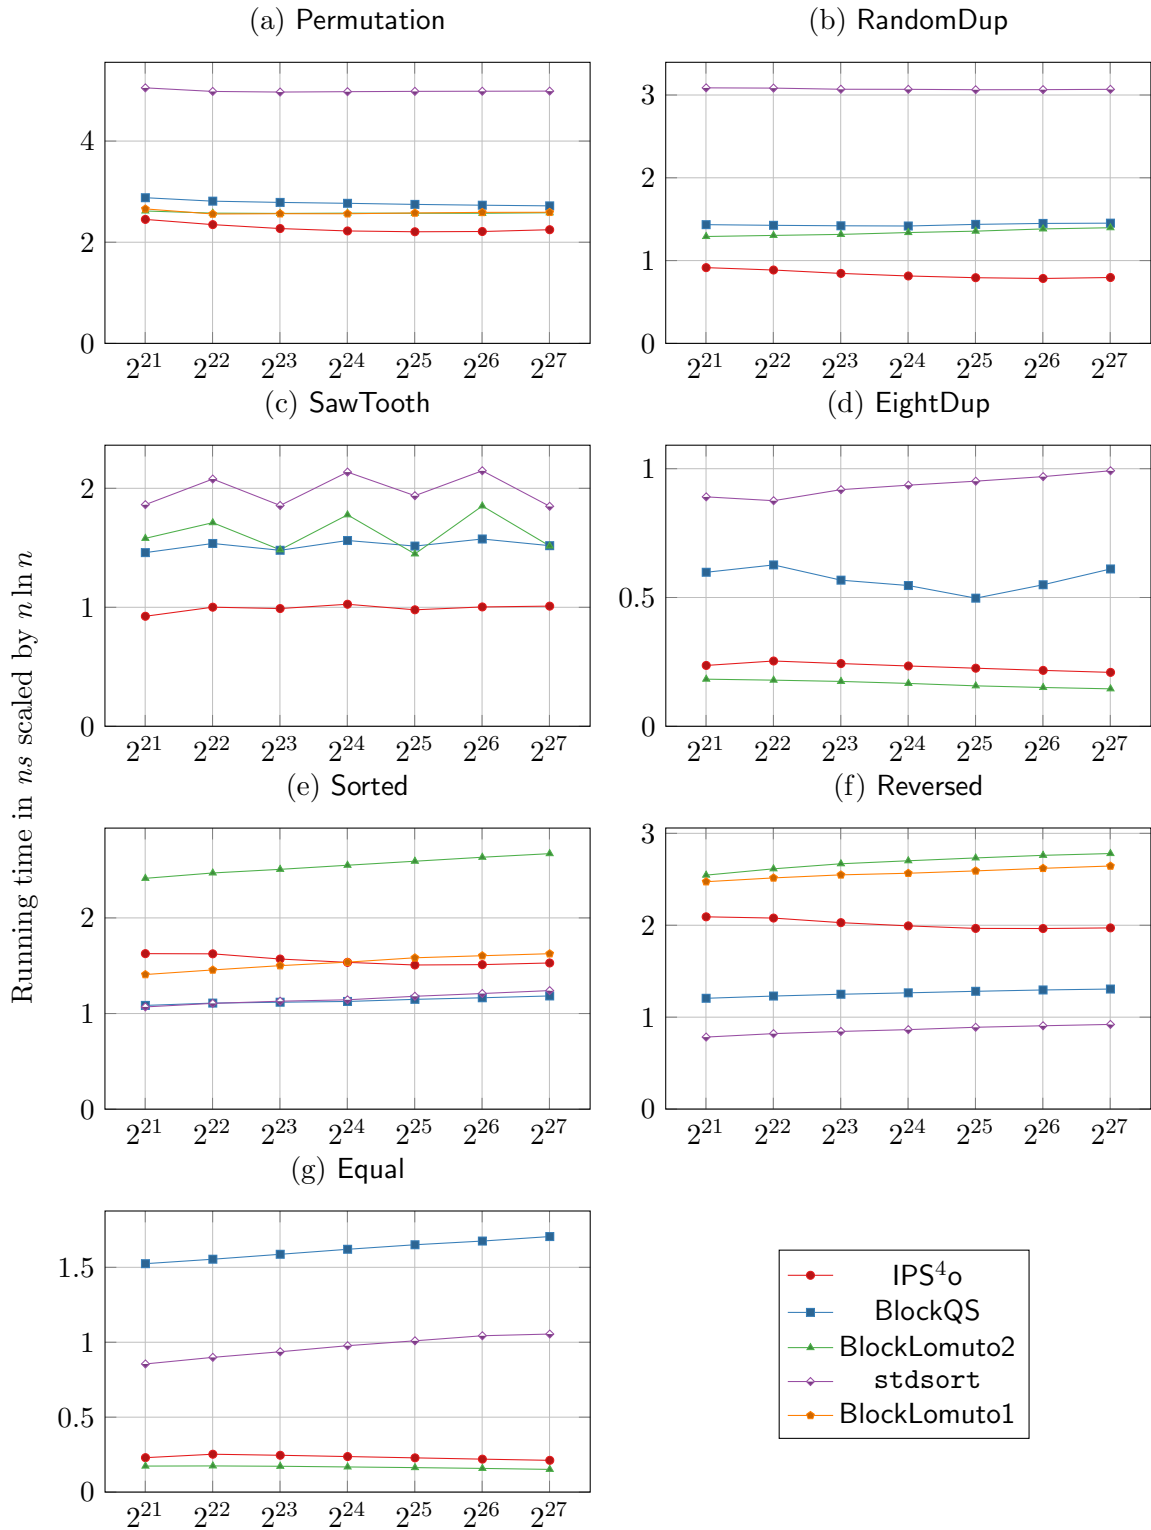 (a) Permutation
(b) RandomDup
4
2
0
2^21 2^22 2^23 2^24 2^25 2^26 2^27
3
2
1
0
2^21 2^22 2^23 2^24 2^25 2^26 2^27
(c) SawTooth
(d) EightDup
2
1
0
2^21 2^22 2^23 2^24 2^25 2^26 2^27
1
0.5
0
2^21 2^22 2^23 2^24 2^25 2^26 2^27
Running time in ns scaled by n ln n
(e) Sorted
(f) Reversed
2
1
0
2^21 2^22 2^23 2^24 2^25 2^26 2^27
3
2
1
0
2^21 2^22 2^23 2^24 2^25 2^26 2^27
(g) Equal
1.5
1
0.5
0
2^21 2^22 2^23 2^24 2^25 2^26 2^27
IPS^4o
BlockQS
BlockLomuto2
stdsort
BlockLomuto1